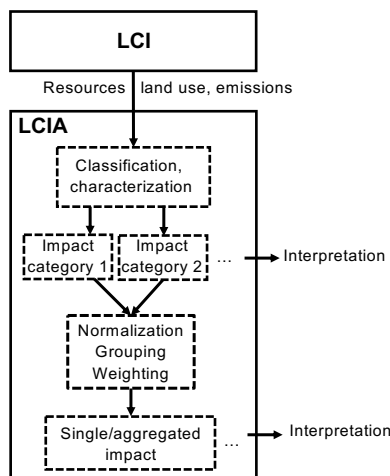 LCI
Resources land use, emissions
LCIA
Classification,
characterization
Impact
category 1
Impact
category 2
...
Interpretation
Normalization
Grouping
Weighting
Single/aggregated
impact
...
Interpretation